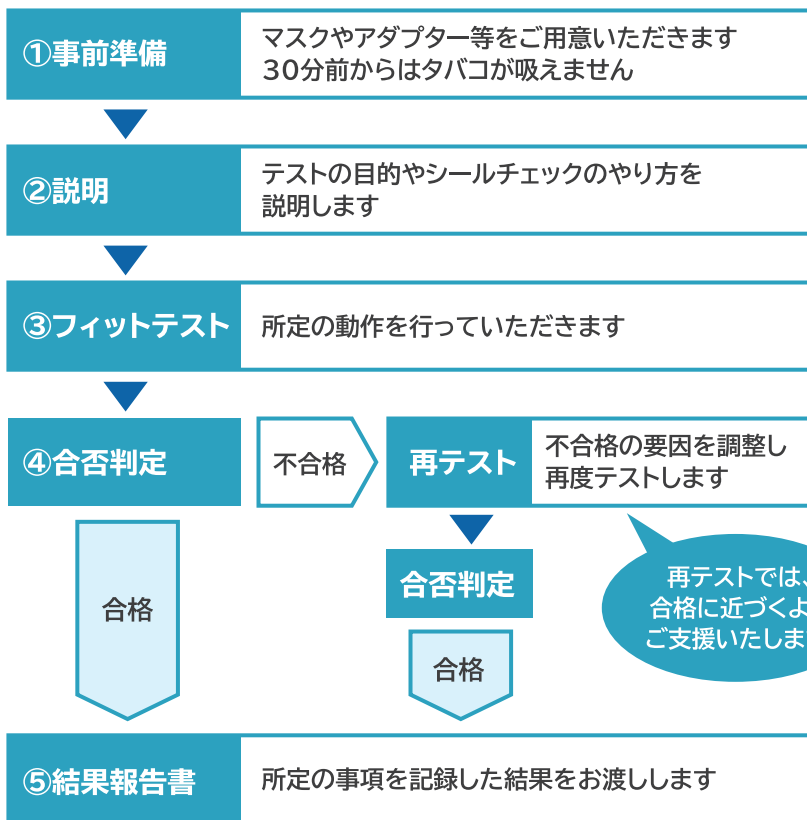 ①事前準備
マスクやアダプター等をご用意いただきます
30分前からはタバコが吸えません
②説明
テストの目的やシールチェックのやり方を
説明します
③フィットテスト
所定の動作を行っていただきます
④合否判定
不合格
再テスト
不合格の要因を調整し
再度テストします
合格
合否判定
合格
再テストでは、
合格に近づくよ
ご支援いたしま
⑤結果報告書
所定の事項を記録した結果をお渡しします